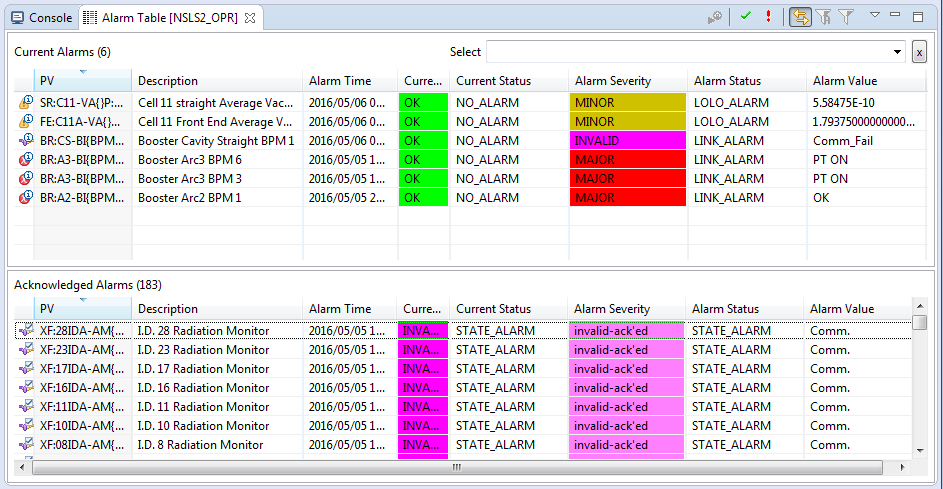 Console Alarm Table [NSLS2_OPR]
Current Alarms (6) Select x
PV Description Alarm Time Curre... Current Status Alarm Severity Alarm Status Alarm Value
SR:C11-VA{}P:... Cell 11 straight Average Vac... 2016/05/06 0... OK NO_ALARM MINOR LOLO_ALARM 5.58475E-10
FE:C11A-VA{}... Cell 11 Front End Average V... 2016/05/06 0... OK NO_ALARM MINOR LOLO_ALARM 1.79375000000000...
BR:CS-BI{BPM... Booster Cavity Straight BPM 1 2016/05/06 0... OK NO_ALARM INVALID LINK_ALARM Comm_Fail
BR:A3-BI{BPM... Booster Arc3 BPM 6 2016/05/05 1... OK NO_ALARM MAJOR LINK_ALARM PT ON
BR:A3-BI{BPM... Booster Arc3 BPM 3 2016/05/05 1... OK NO_ALARM MAJOR LINK_ALARM PT ON
BR:A2-BI{BPM... Booster Arc2 BPM 1 2016/05/05 2... OK NO_ALARM MAJOR LINK_ALARM OK
Acknowledged Alarms (183)
PV Description Alarm Time Curre... Current Status Alarm Severity Alarm Status Alarm Value
XF:28IDA-AM{... I.D. 28 Radiation Monitor 2016/05/05 1... INVA... STATE_ALARM invalid-ack'ed STATE_ALARM Comm.
XF:23IDA-AM{... I.D. 23 Radiation Monitor 2016/05/05 1... INVA... STATE_ALARM invalid-ack'ed STATE_ALARM Comm.
XF:17IDA-AM{... I.D. 17 Radiation Monitor 2016/05/05 1... INVA... STATE_ALARM invalid-ack'ed STATE_ALARM Comm.
XF:16IDA-AM{... I.D. 16 Radiation Monitor 2016/05/05 1... INVA... STATE_ALARM invalid-ack'ed STATE_ALARM Comm.
XF:11IDA-AM{... I.D. 11 Radiation Monitor 2016/05/05 1... INVA... STATE_ALARM invalid-ack'ed STATE_ALARM Comm.
XF:10IDA-AM{... I.D. 10 Radiation Monitor 2016/05/05 1... INVA... STATE_ALARM invalid-ack'ed STATE_ALARM Comm.
XF:08IDA-AM{... I.D. 8 Radiation Monitor 2016/05/05 1... INVA... STATE_ALARM invalid-ack'ed STATE_ALARM Comm.